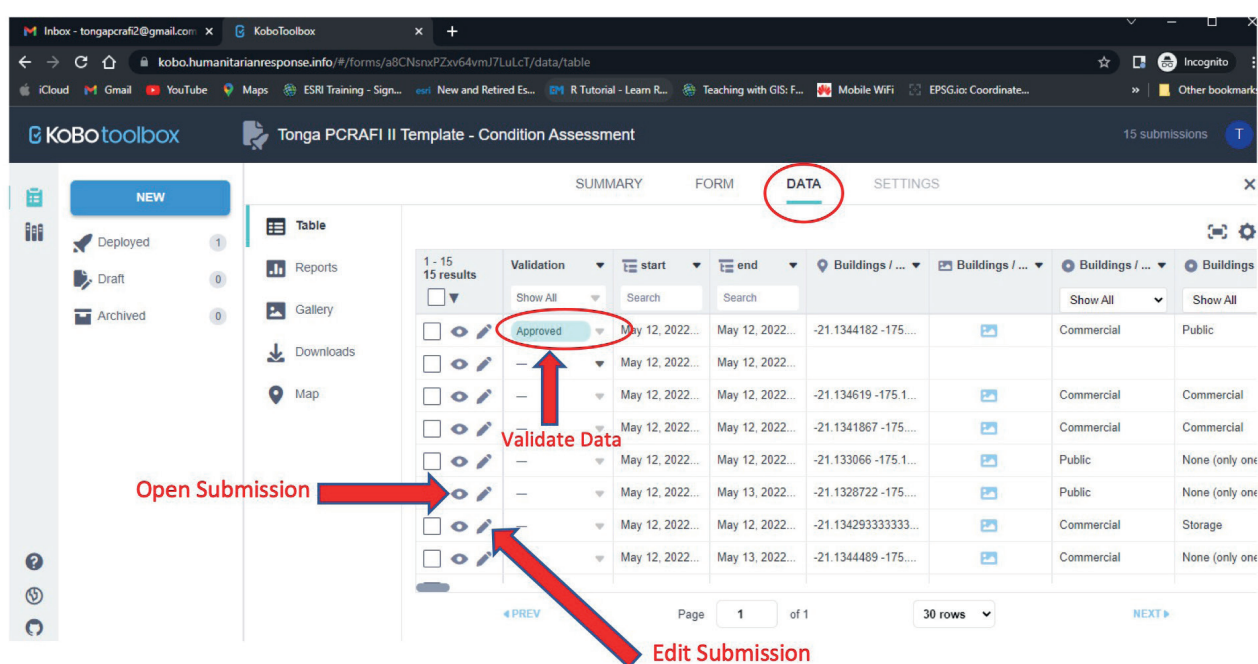 Inbox - tongapcrafi2@gmail.com
KoboToolbox
kobo.humanitarianresponse.info/#/forms/a8CNsnxPZxv64vmJ7LuLcT/data/table
Incognito
iCloud Gmail YouTube Maps ESRI Training - Sign... esri New and Retired Es... R Tutorial - Learn R... Teaching with GIS: F... Mobile WiFi EPSG.io: Coordinate... » Other bookmarks
KoBotoolbox
Tonga PCRAFI II Template - Condition Assessment
15 submissions
T
SUMMARY FORM DATA SETTINGS
NEW
Deployed 1
Draft 0
Archived 0
Table
Reports
Gallery
Downloads
Map
1 - 15
15 results
Validation start end Buildings / ... Buildings / ... Buildings / ... Buildings
Show All Search Search Show All Show All
Approved May 12, 2022... May 12, 2022... -21.1344182 -175.... Commercial Public
— May 12, 2022... May 12, 2022...
— May 12, 2022... May 12, 2022... -21.134619 -175.1... Commercial Commercial
— May 12, 2022... May 12, 2022... -21.1341867 -175.... Commercial Commercial
— May 12, 2022... May 12, 2022... -21.133066 -175.1... Public None (only one
— May 12, 2022... May 13, 2022... -21.1328722 -175.... Public None (only one
— May 12, 2022... May 12, 2022... -21.134293333333... Commercial Storage
— May 12, 2022... May 13, 2022... -21.1344489 -175.... Commercial None (only one
Validate Data
Open Submission
PREV Page 1 of 1 30 rows NEXT
Edit Submission